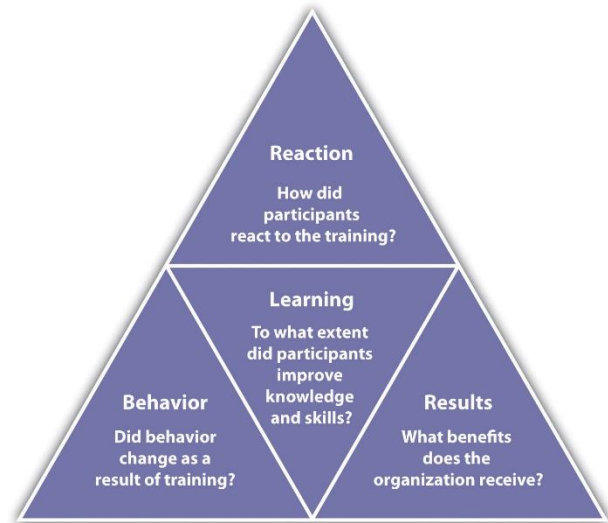 Reaction
How did
participants
react to the training?
Learning
To what extent
did participants
improve
knowledge
and skills?
Behavior
Did behavior
change as a
result of training?
Results
What benefits
does the
organization receive?